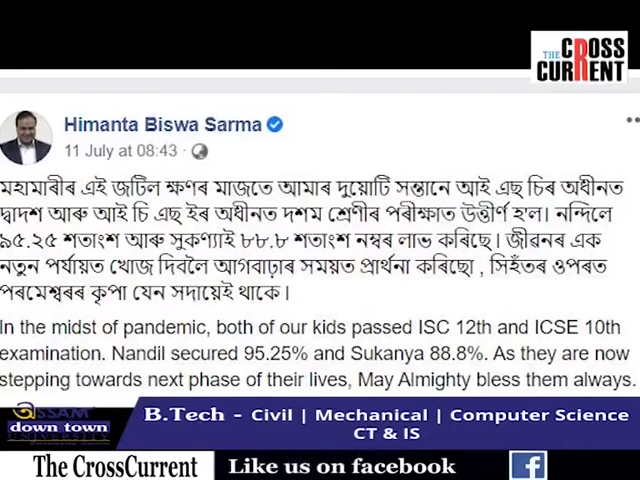 THE CROSS
CURRENT
Himanta Biswa Sarma
11 July at 08:43 ·
মহামাৰীৰ এই জটিল ক্ষণৰ মাজতে আমাৰ দুয়োটি সন্তানে আই এছ চিৰ অধীনত
দ্বাদশ আৰু আই চি এছ ইৰ অধীনত দশম শ্ৰেণীৰ পৰীক্ষাত উত্তীৰ্ণ হ'ল। নন্দিলে
৯৫.২৫ শতাংশ আৰু সুকণ্যাই ৮৮.৮ শতাংশ নম্বৰ লাভ কৰিছে। জীৱনৰ এক
নতুন পৰ্যায়ত খোজ দিবলৈ আগবাঢ়াৰ সময়ত প্ৰাৰ্থনা কৰিছো , সিহঁতৰ ওপৰত
পৰমেশ্বৰৰ কৃপা যেন সদায়েই থাকে।
In the midst of pandemic, both of our kids passed ISC 12th and ICSE 10th
examination. Nandil secured 95.25% and Sukanya 88.8%. As they are now
stepping towards next phase of their lives, May Almighty bless them always.
ASSAM
down town
UNIVERSITY
B.Tech - Civil | Mechanical | Computer Science
CT & IS
The CrossCurrent
Like us on facebook
f